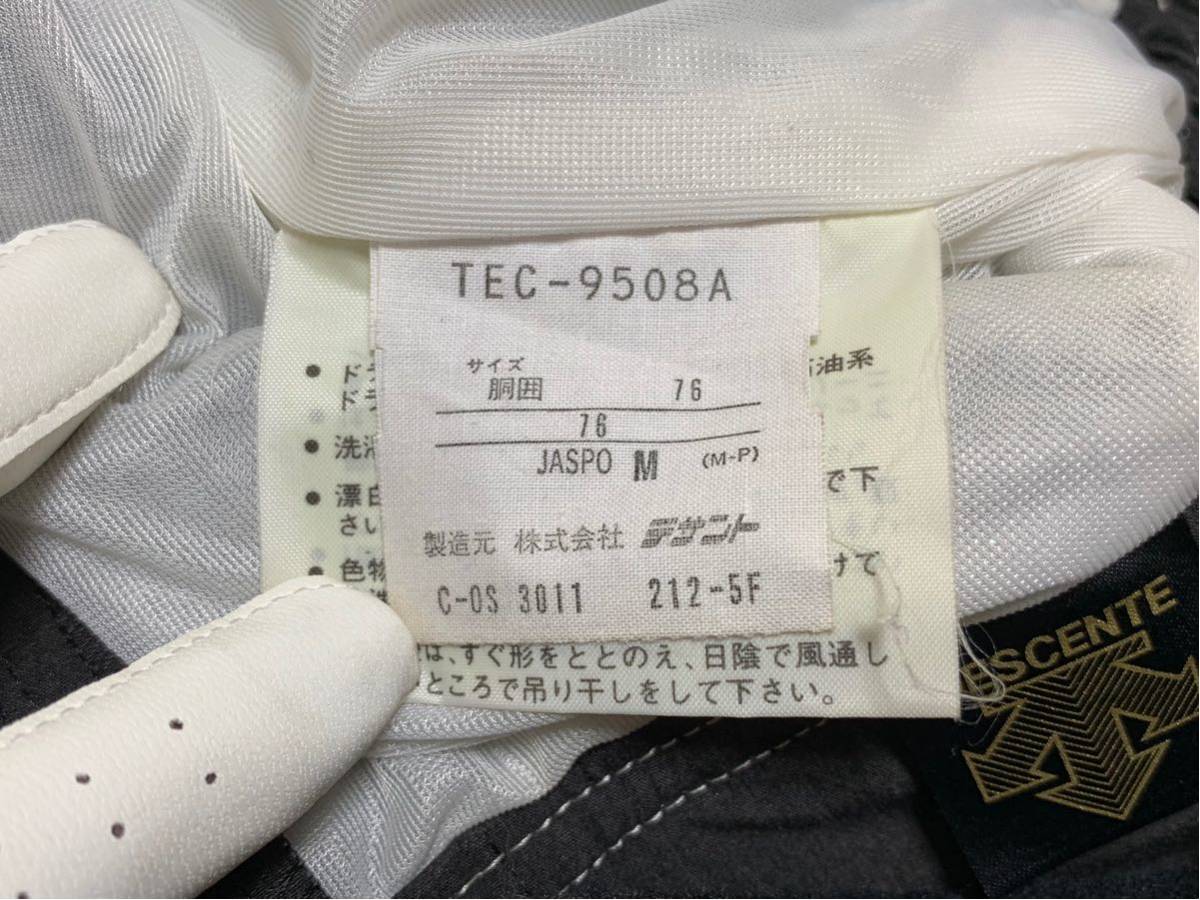 TEC-9508A
サイズ
胴囲 76
76
JASPO M (M-P)
製造元 株式会社 デサント
C-OS 3011 212-5F
油系
で下
さい
けて
は、すぐ形をととのえ、日陰で風通し
ところで吊り干しをして下さい。
ESCENTE